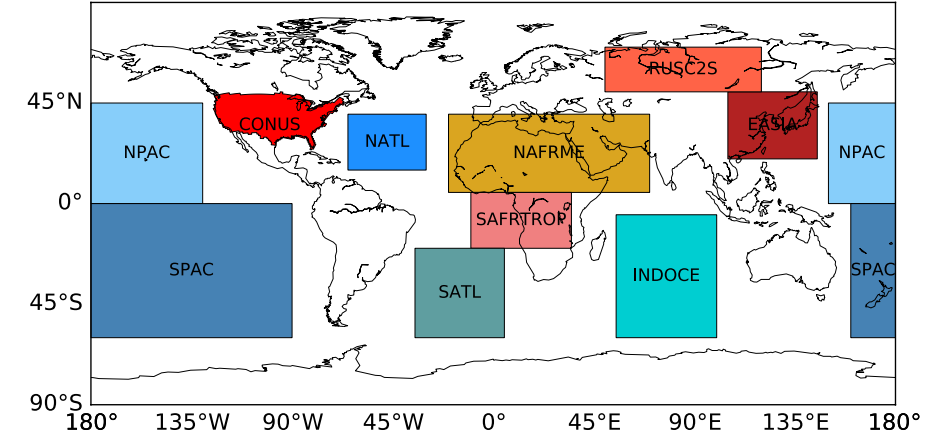 RUSC2S
45°N
CONUS
EASIA
NATL
NPAC
NAFRME
NPAC
0°
SAFRTROP
SPAC
SPAC
INDOCE
SATL
45°S
90°S
180° 135°W 90°W 45°W 0° 45°E 90°E 135°E 180°